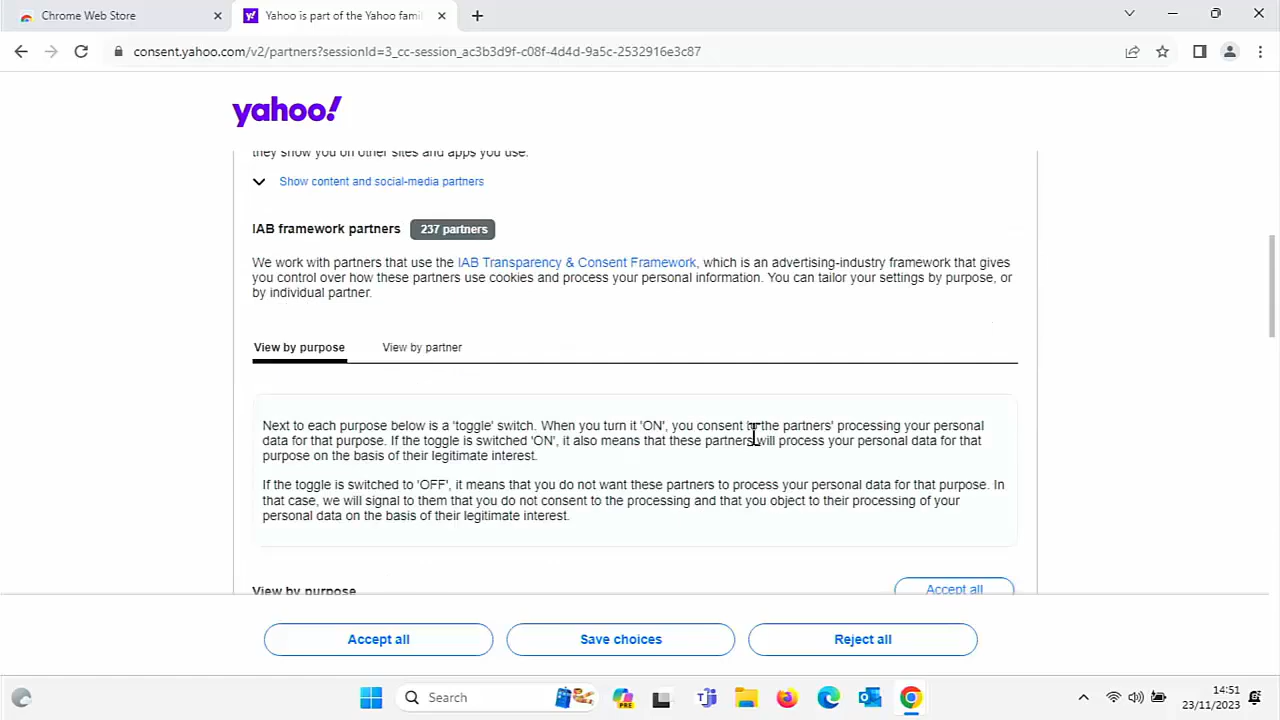 Chrome Web Store
Yahoo is part of the Yahoo fami
consent.yahoo.com/v2/partners?sessionId=3_cc-session_ac3b3d9f-c08f-4d4d-9a5c-2532916e3c87
yahoo!
they show you on other sites and apps you use.
Show content and social-media partners
IAB framework partners 237 partners
We work with partners that use the IAB Transparency & Consent Framework, which is an advertising-industry framework that gives
you control over how these partners use cookies and process your personal information. You can tailor your settings by purpose, or
by individual partner.
View by purpose View by partner
Next to each purpose below is a 'toggle' switch. When you turn it 'ON', you consent to the partners' processing your personal
data for that purpose. If the toggle is switched 'ON', it also means that these partners will process your personal data for that
purpose on the basis of their legitimate interest.
If the toggle is switched to 'OFF', it means that you do not want these partners to process your personal data for that purpose. In
that case, we will signal to them that you do not consent to the processing and that you object to their processing of your
personal data on the basis of their legitimate interest.
View by purpose Accept all
Accept all Save choices Reject all
Search PRE 14:51
23/11/2023